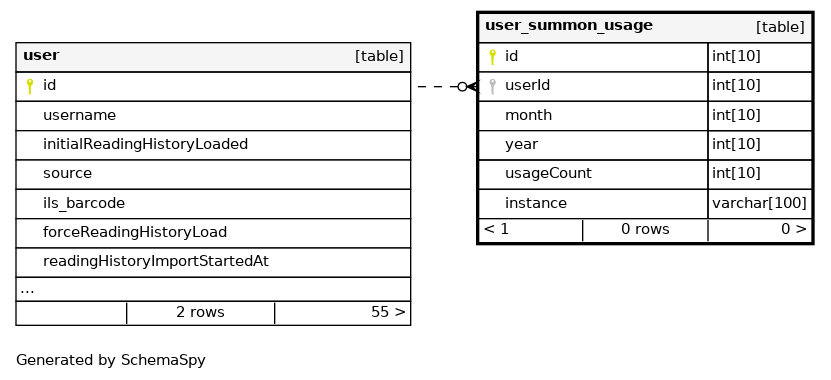 user [table]
id
username
initialReadingHistoryLoaded
source
ils_barcode
forceReadingHistoryLoad
readingHistoryImportStartedAt
...
2 rows 55 >
user_summon_usage [table]
id int[10]
userId int[10]
month int[10]
year int[10]
usageCount int[10]
instance varchar[100]
< 1 0 rows 0 >
Generated by SchemaSpy